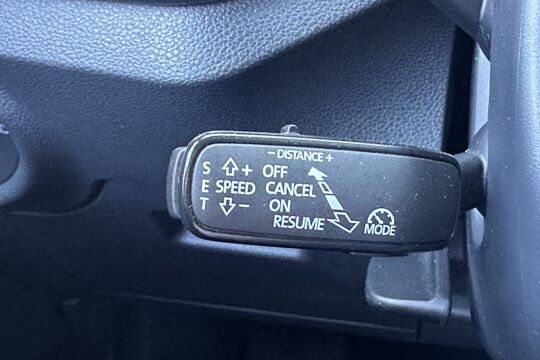 - DISTANCE +
S + OFF
E SPEED CANCEL
T - ON
RESUME
MODE